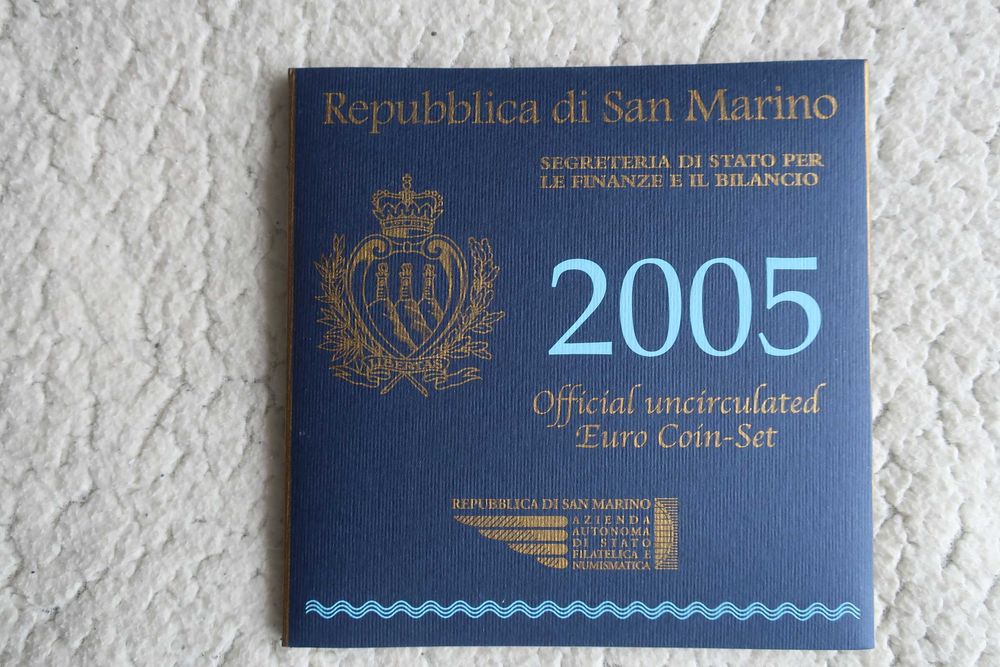 Repubblica di San Marino
SEGRETERIA DI STATO PER
LE FINANZE E IL BILANCIO
2005
LIBERTAS
Official uncirculated
Euro Coin-Set
REPUBBLICA DI SAN MARINO
AZIENDA
AUTONOMA
DI STATO
FILATELICA E
NUMISMATICA